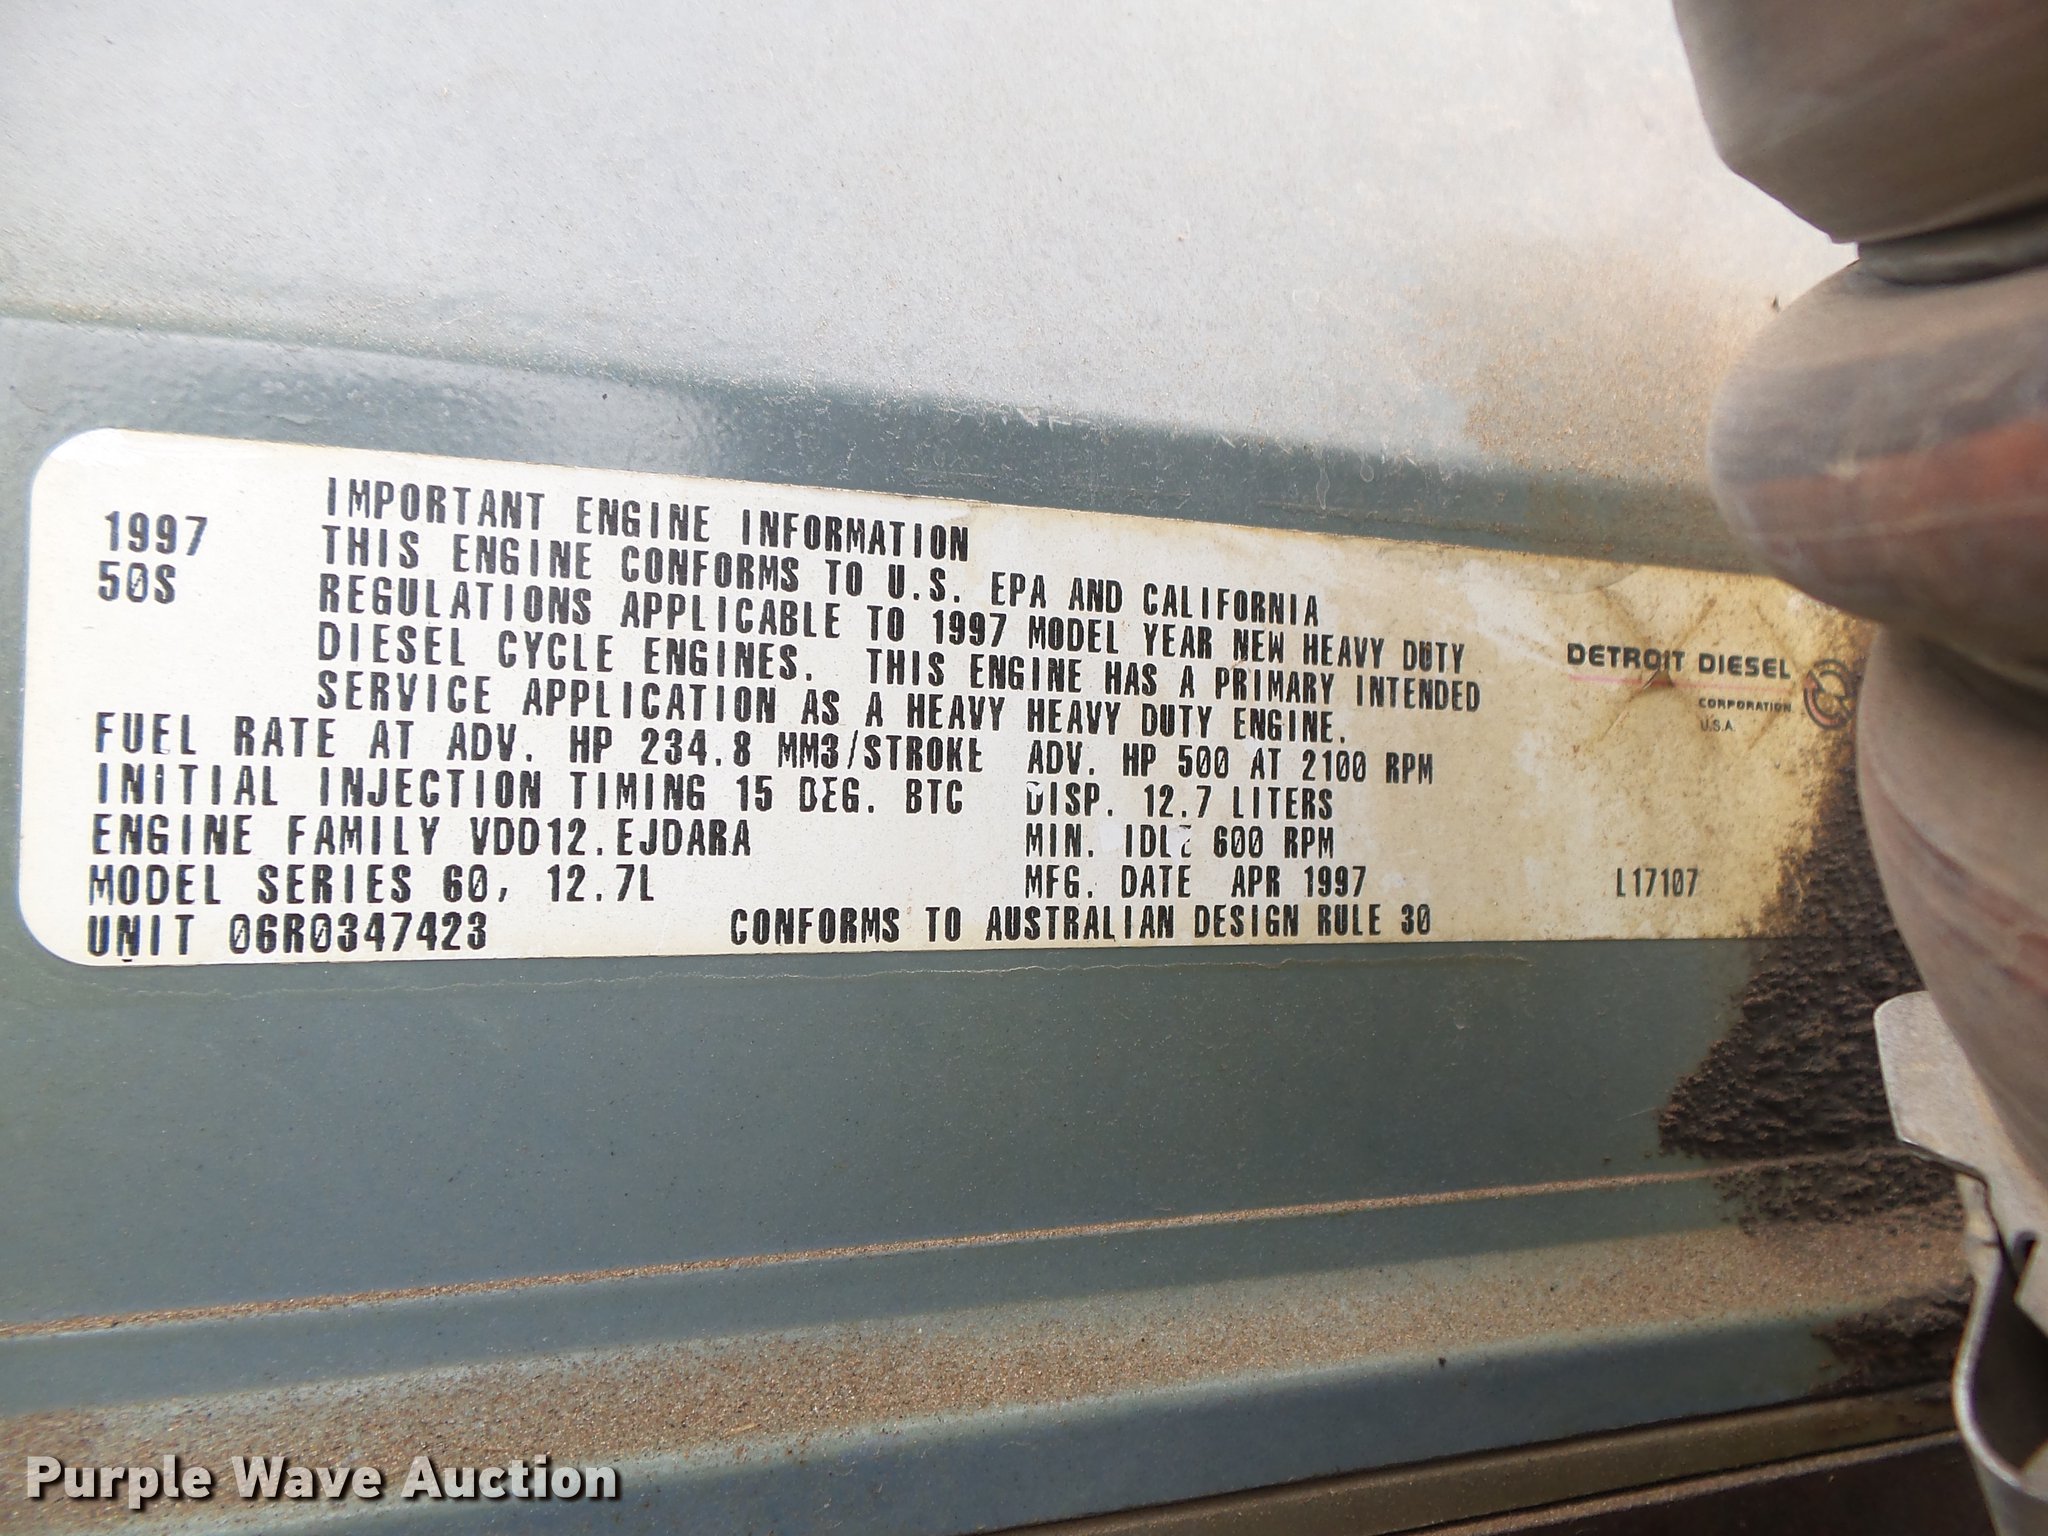 1997
50S
IMPORTANT ENGINE INFORMATION
THIS ENGINE CONFORMS TO U.S. EPA AND CALIFORNIA
REGULATIONS APPLICABLE TO 1997 MODEL YEAR NEW HEAVY DUTY
DIESEL CYCLE ENGINES. THIS ENGINE HAS A PRIMARY INTENDED
SERVICE APPLICATION AS A HEAVY HEAVY DUTY ENGINE.
FUEL RATE AT ADV. HP 234.8 MM3/STROKE ADV. HP 500 AT 2100 RPM
INITIAL INJECTION TIMING 15 DEG. BTC DISP. 12.7 LITERS
ENGINE FAMILY VDD12.EJDARA MIN. IDLE 600 RPM
MODEL SERIES 60, 12.7L MFG. DATE APR 1997
UNIT 06R0347423 CONFORMS TO AUSTRALIAN DESIGN RULE 30
DETROIT DIESEL
CORPORATION
U.S.A.
L17107
Purple Wave Auction